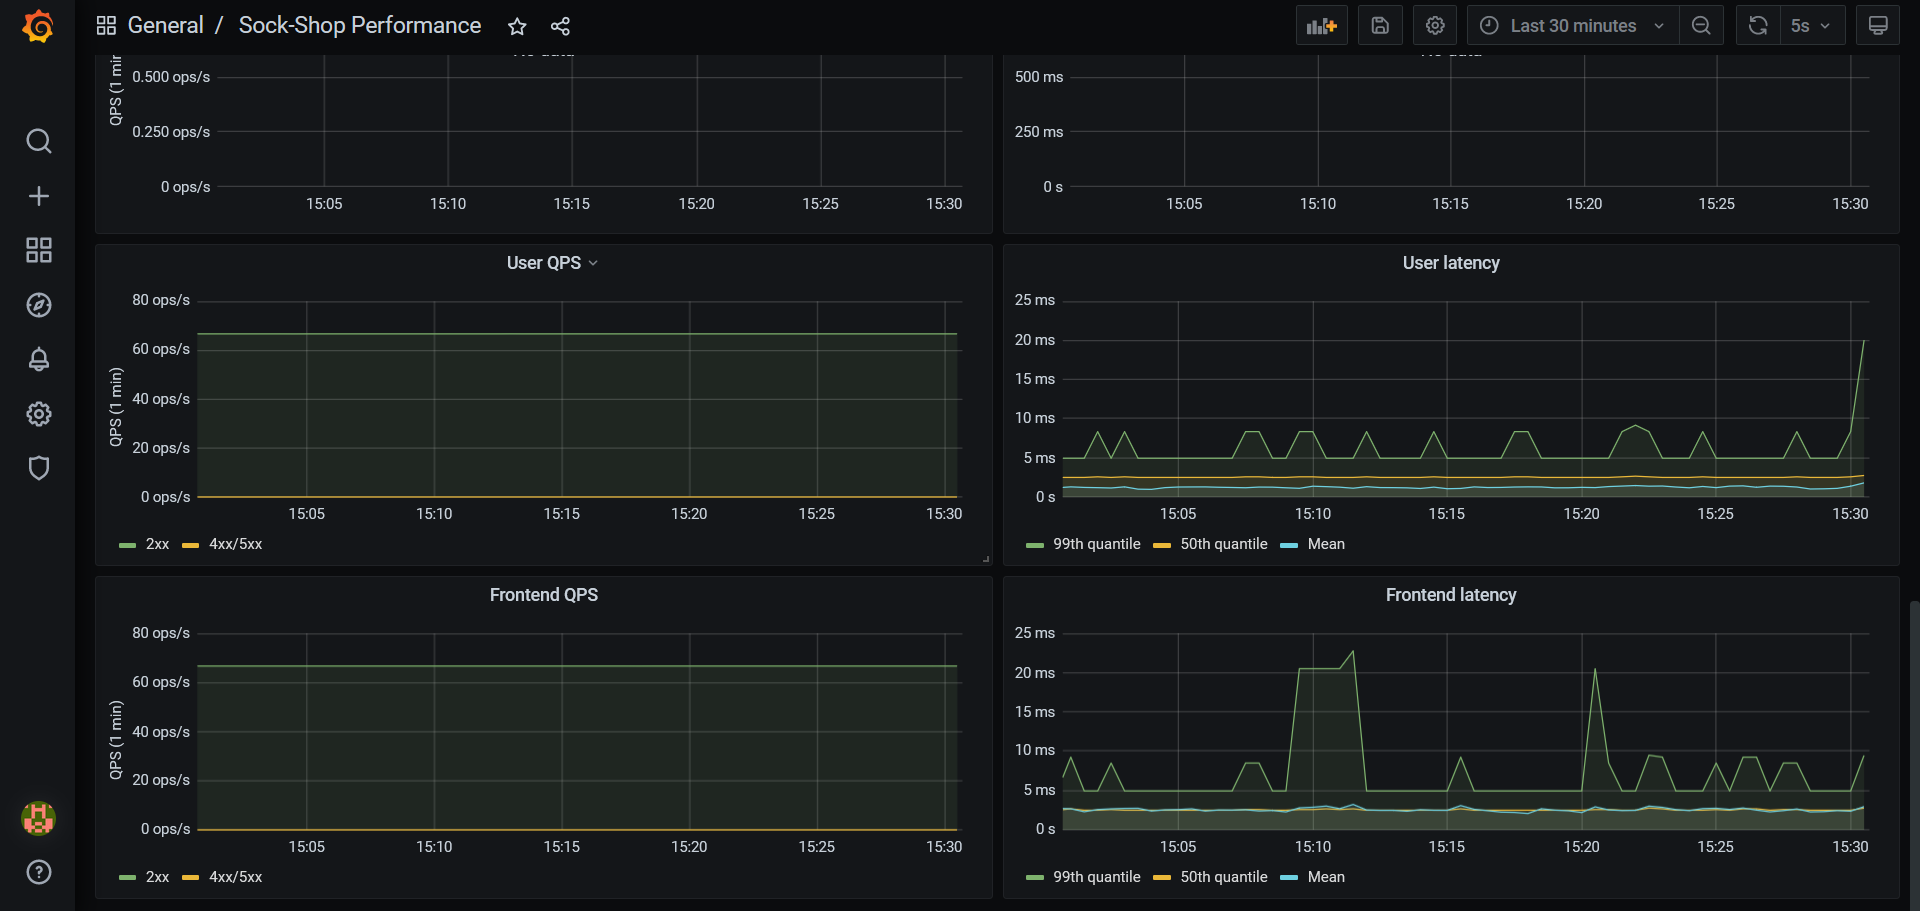 General / Sock-Shop Performance
Last 30 minutes
5s
QPS (1 min
0.500 ops/s
0.250 ops/s
0 ops/s
15:05 15:10 15:15 15:20 15:25 15:30
500 ms
250 ms
0 s
15:05 15:10 15:15 15:20 15:25 15:30
User QPS
QPS (1 min)
80 ops/s
60 ops/s
40 ops/s
20 ops/s
0 ops/s
15:05 15:10 15:15 15:20 15:25 15:30
2xx 4xx/5xx
User latency
25 ms
20 ms
15 ms
10 ms
5 ms
0 s
15:05 15:10 15:15 15:20 15:25 15:30
99th quantile 50th quantile Mean
Frontend QPS
QPS (1 min)
80 ops/s
60 ops/s
40 ops/s
20 ops/s
0 ops/s
15:05 15:10 15:15 15:20 15:25 15:30
2xx 4xx/5xx
Frontend latency
25 ms
20 ms
15 ms
10 ms
5 ms
0 s
15:05 15:10 15:15 15:20 15:25 15:30
99th quantile 50th quantile Mean